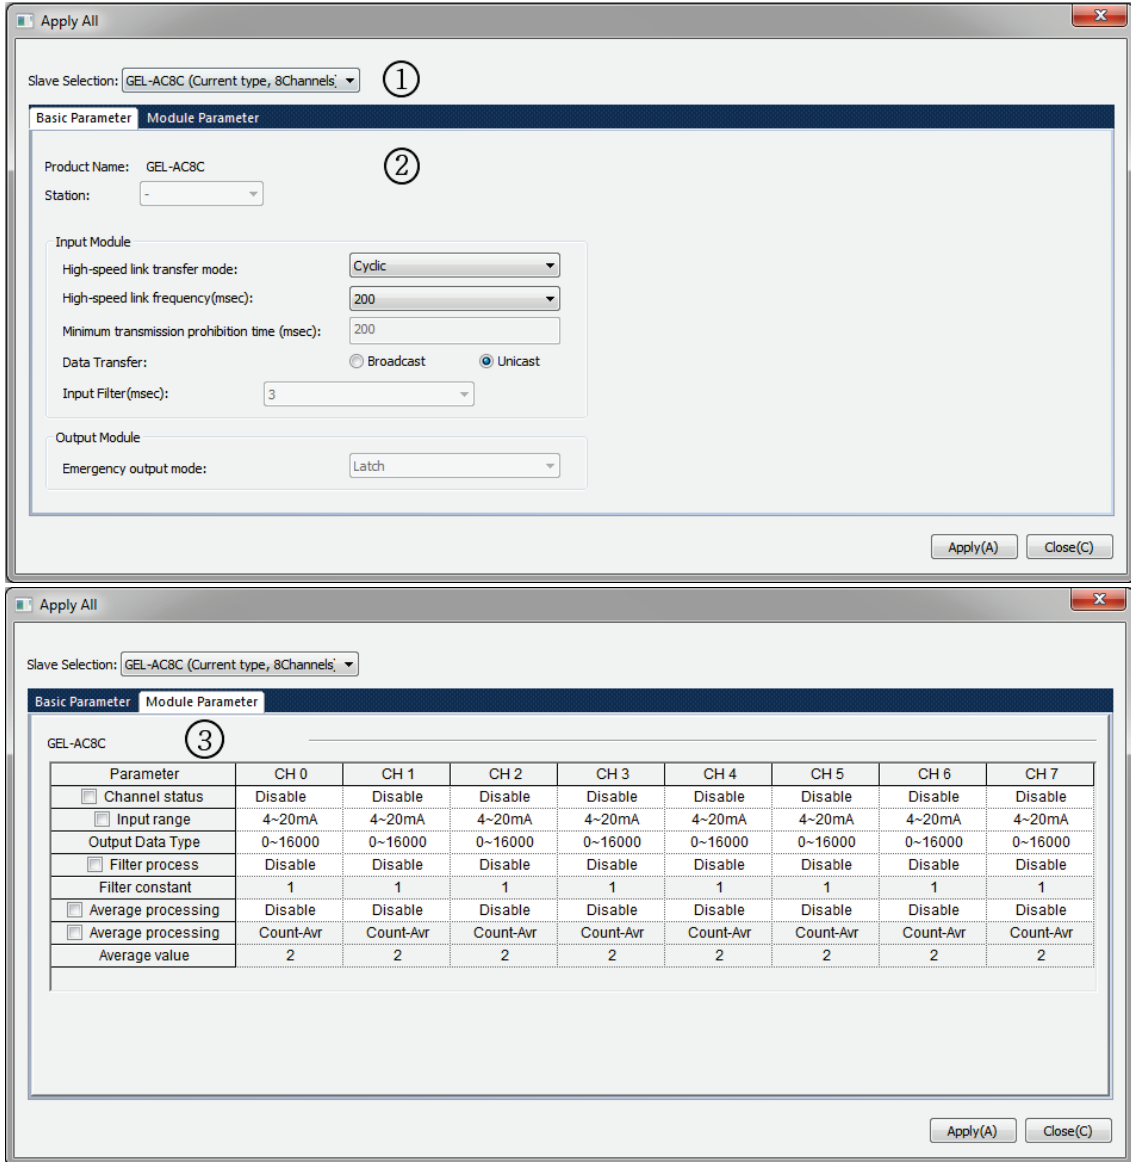 Apply All
x
Slave Selection: GEL-AC8C (Current type, 8Channels) ①
Basic Parameter Module Parameter
Product Name: GEL-AC8C ②
Station: -
Input Module
High-speed link transfer mode: Cyclic
High-speed link frequency(msec): 200
Minimum transmission prohibition time (msec): 200
Data Transfer: Broadcast Unicast
Input Filter(msec): 3
Output Module
Emergency output mode: Latch
Apply(A) Close(C)
Apply All
x
Slave Selection: GEL-AC8C (Current type, 8Channels)
Basic Parameter Module Parameter
GEL-AC8C ③
Parameter CH 0 CH 1 CH 2 CH 3 CH 4 CH 5 CH 6 CH 7
Channel status Disable Disable Disable Disable Disable Disable Disable Disable
Input range 4~20mA 4~20mA 4~20mA 4~20mA 4~20mA 4~20mA 4~20mA 4~20mA
Output Data Type 0~16000 0~16000 0~16000 0~16000 0~16000 0~16000 0~16000 0~16000
Filter process Disable Disable Disable Disable Disable Disable Disable Disable
Filter constant 1 1 1 1 1 1 1 1
Average processing Disable Disable Disable Disable Disable Disable Disable Disable
Average processing Count-Avr Count-Avr Count-Avr Count-Avr Count-Avr Count-Avr Count-Avr Count-Avr
Average value 2 2 2 2 2 2 2 2
Apply(A) Close(C)